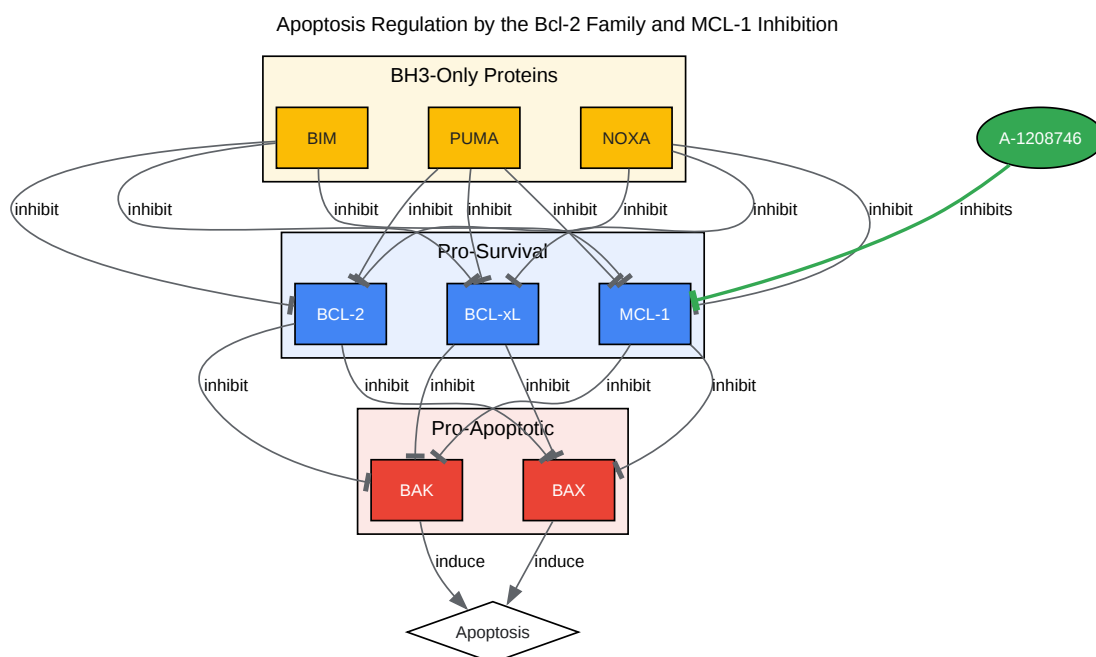 Apoptosis Regulation by the Bcl-2 Family and MCL-1 Inhibition
BH3-Only Proteins
BIM
PUMA
NOXA
A-1208746
inhibit
inhibit
inhibit
inhibit
inhibit
inhibit
inhibit
inhibit
inhibit
inhibits
Pro-Survival
BCL-2
BCL-xL
MCL-1
inhibit
inhibit
inhibit
inhibit
inhibit
inhibit
Pro-Apoptotic
BAK
BAX
induce
induce
Apoptosis